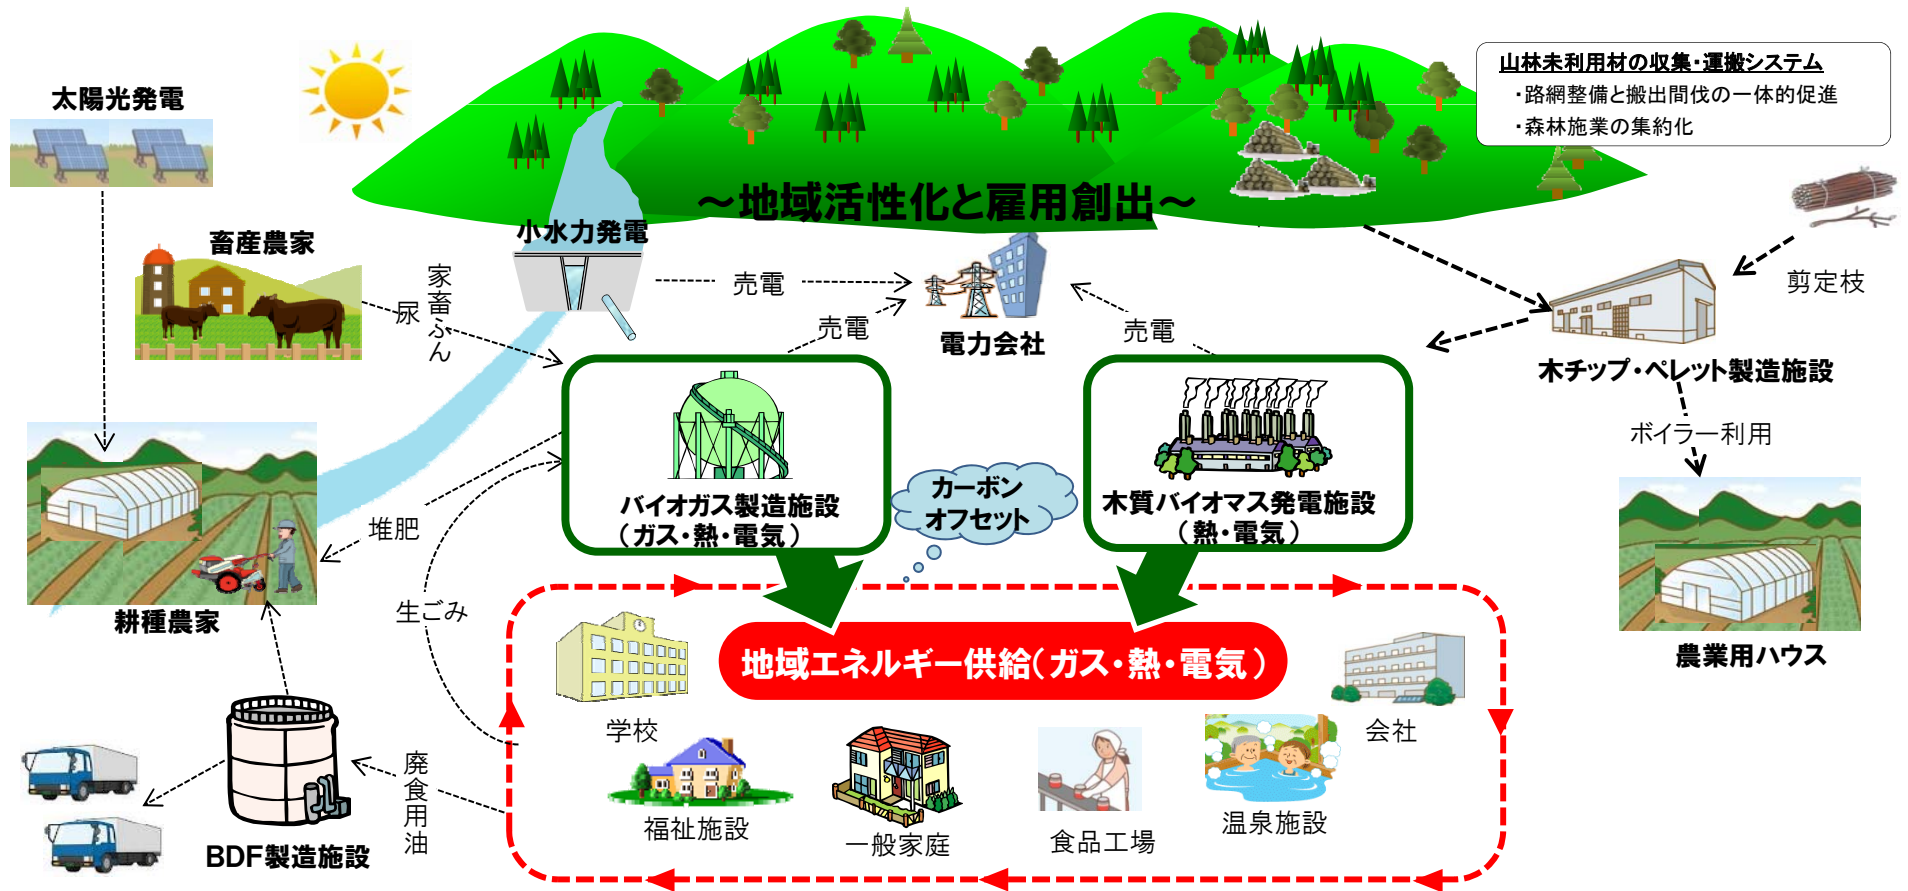 山林未利用材の収集・運搬システム
・路網整備と搬出間伐の一体的促進
・森林施業の集約化
太陽光発電
～地域活性化と雇用創出～
小水力発電
畜産農家
家畜ふん
尿
売電
売電
売電
電力会社
剪定枝
木チップ・ペレット製造施設
ボイラー利用
バイオガス製造施設
（ガス・熱・電気）
カーボン
オフセット
木質バイオマス発電施設
（熱・電気）
堆肥
生ごみ
耕種農家
農業用ハウス
地域エネルギー供給（ガス・熱・電気）
学校
会社
福祉施設
一般家庭
食品工場
温泉施設
廃食用油
BDF製造施設